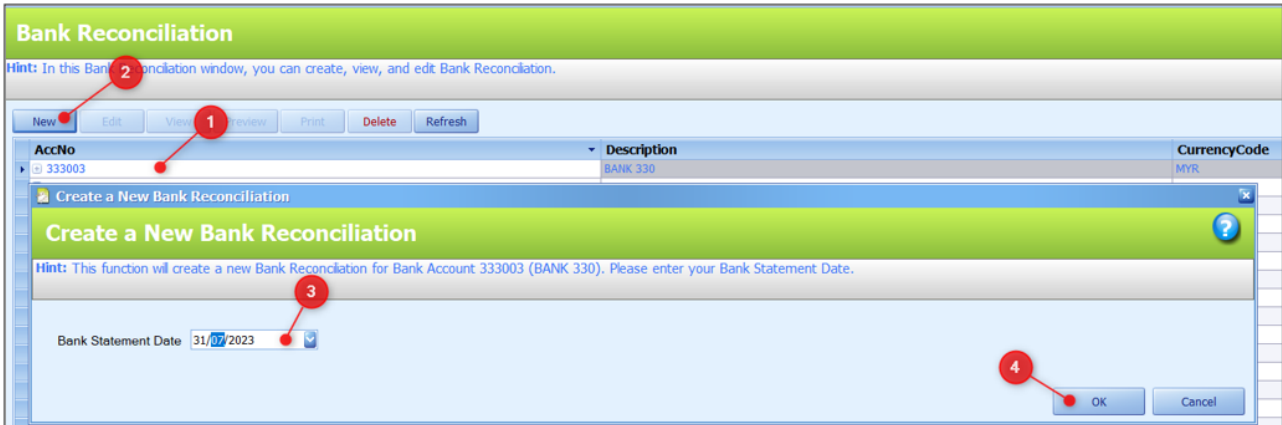 Bank Reconciliation
Hint: In this Bank Reconciliation window, you can create, view, and edit Bank Reconciliation.
2
New Edit View Preview Print Delete Refresh
1
AccNo Description CurrencyCode
333003 BANK 330 MYR
Create a New Bank Reconciliation
Create a New Bank Reconciliation
?
Hint: This function will create a new Bank Reconciliation for Bank Account 333003 (BANK 330). Please enter your Bank Statement Date.
3
Bank Statement Date 31/07/2023
4
OK Cancel